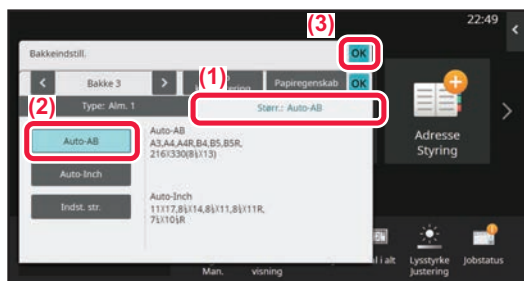 (3)
22:49
Bakkeindstill.
OK
(1)
Bakke 3
Papiregenskab
OK
(2)
Type: Alm. 1
Størr.: Auto-AB
Auto-AB
Auto-AB
A3,A4,A4R,B4,B5,B5R,
216X330(8½X13)
Auto-Inch
Auto-Inch
11X17,8½X14,8½X11,8½X11R,
7¼X10½R
Indst. str.
Adresse
Styring
Man.
visning
l i alt
Lysstyrke
Justering
Jobstatus